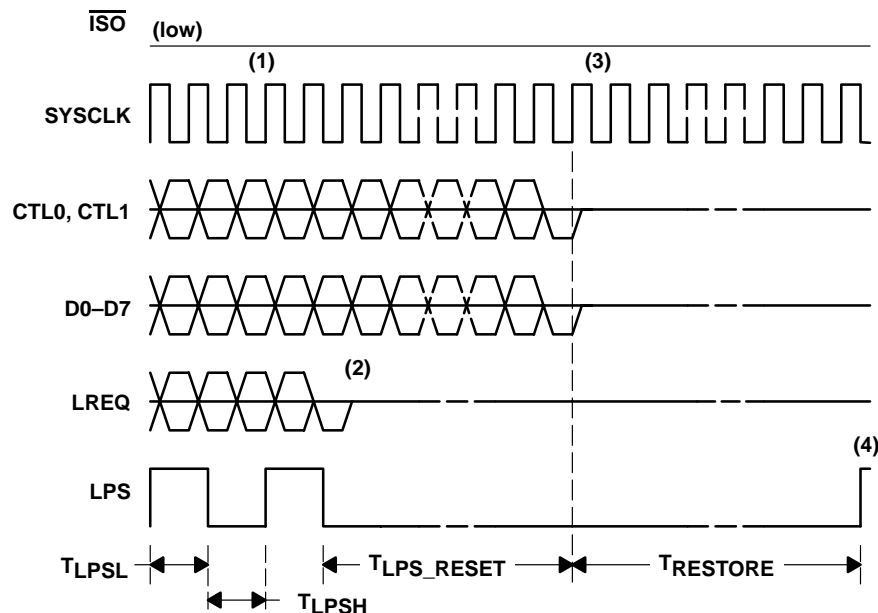 ISO
(low)
(1)
(3)
SYSCLK
CTL0, CTL1
D0–D7
(2)
LREQ
(4)
LPS
TLPSL
TLPS_RESET
TRESTORE
TLPSH